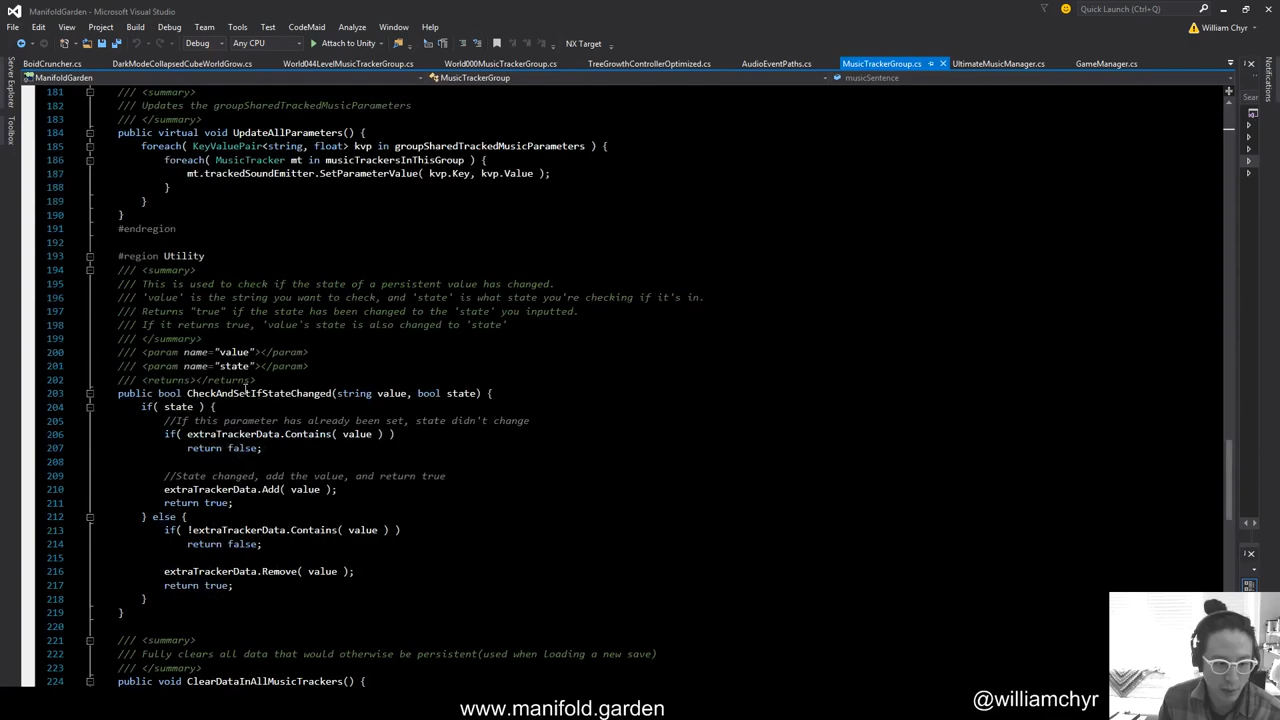 ManifoldGarden - Microsoft Visual Studio
Quick Launch (Ctrl+Q)
File Edit View Project Build Debug Team Tools Test CodeMaid Analyze Window Help
William Chyr
Debug Any CPU Attach to Unity NX Target
BoidCruncher.cs DarkModeCollapsedCubeWorldGrow.cs World044LevelMusicTrackerGroup.cs World000MusicTrackerGroup.cs TreeGrowthControllerOptimized.cs AudioEventPaths.cs MusicTrackerGroup.cs UltimateMusicManager.cs GameManager.cs
ManifoldGarden MusicTrackerGroup musicSentence
Server Explorer
Toolbox
Notifications
Sear
181 /// <summary>
182 /// Updates the groupSharedTrackedMusicParameters
183 /// </summary>
184 public virtual void UpdateAllParameters() {
185 foreach( KeyValuePair<string, float> kvp in groupSharedTrackedMusicParameters ) {
186 foreach( MusicTracker mt in musicTrackersInThisGroup ) {
187 mt.trackedSoundEmitter.SetParameterValue( kvp.Key, kvp.Value );
188 }
189 }
190 }
191 #endregion
192
193 #region Utility
194 /// <summary>
195 /// This is used to check if the state of a persistent value has changed.
196 /// 'value' is the string you want to check, and 'state' is what state you're checking if it's in.
197 /// Returns "true" if the state has been changed to the 'state' you inputted.
198 /// If it returns true, 'value's state is also changed to 'state'
199 /// </summary>
200 /// <param name="value"></param>
201 /// <param name="state"></param>
202 /// <returns></returns>
203 public bool CheckAndSetIfStateChanged(string value, bool state) {
204 if( state ) {
205 //If this parameter has already been set, state didn't change
206 if( extraTrackerData.Contains( value ) )
207 return false;
208
209 //State changed, add the value, and return true
210 extraTrackerData.Add( value );
211 return true;
212 } else {
213 if( !extraTrackerData.Contains( value ) )
214 return false;
215
216 extraTrackerData.Remove( value );
217 return true;
218 }
219 }
220
221 /// <summary>
222 /// Fully clears all data that would otherwise be persistent(used when loading a new save)
223 /// </summary>
224 public void ClearDataInAllMusicTrackers() {
www.manifold.garden
@williamchyr